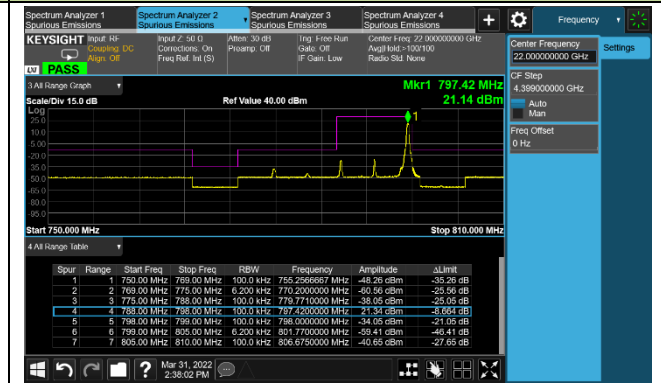 Spectrum Analyzer 1
Spurious Emissions
Spectrum Analyzer 2
Spurious Emissions
Spectrum Analyzer 3
Spurious Emissions
Spectrum Analyzer 4
Spurious Emissions
+
Frequency
KEYSIGHT Input: RF
Coupling: DC
Align: Off
Input Z: 50 Ω
Corrections: On
Freq Ref: Int (S)
Atten: 30 dB
Preamp: Off
Trig: Free Run
Gate: Off
IF Gain: Low
Center Freq: 22.000000000 GHz
Avg|Hold:>100/100
Radio Std: None
LXI PASS
Center Frequency
22.000000000 GHz
Settings
CF Step
4.399000000 GHz
Auto
Man
Freq Offset
0 Hz
3 All Range Graph
Mkr1 797.42 MHz
21.14 dBm
Scale/Div 15.0 dB
Ref Value 40.00 dBm
Log
25.0
10.0
-5.00
-20.0
-35.0
-50.0
-65.0
-80.0
-95.0
1
Start 750.000 MHz
Stop 810.000 MHz
4 All Range Table
Spur Range Start Freq Stop Freq RBW Frequency Amplitude ΔLimit
1 1 750.00 MHz 769.00 MHz 100.0 kHz 755.2566667 MHz -48.26 dBm -35.26 dB
2 2 769.00 MHz 775.00 MHz 6.200 kHz 770.2000000 MHz -60.56 dBm -25.56 dB
3 3 775.00 MHz 788.00 MHz 100.0 kHz 779.7710000 MHz -38.05 dBm -25.05 dB
4 4 788.00 MHz 798.00 MHz 100.0 kHz 797.4200000 MHz 21.34 dBm -8.664 dB
5 5 798.00 MHz 799.00 MHz 100.0 kHz 798.0000000 MHz -34.05 dBm -21.05 dB
6 6 799.00 MHz 805.00 MHz 6.200 kHz 801.7700000 MHz -59.41 dBm -46.41 dB
7 7 805.00 MHz 810.00 MHz 100.0 kHz 806.6750000 MHz -40.65 dBm -27.65 dB
?
Mar 31, 2022
2:38:02 PM